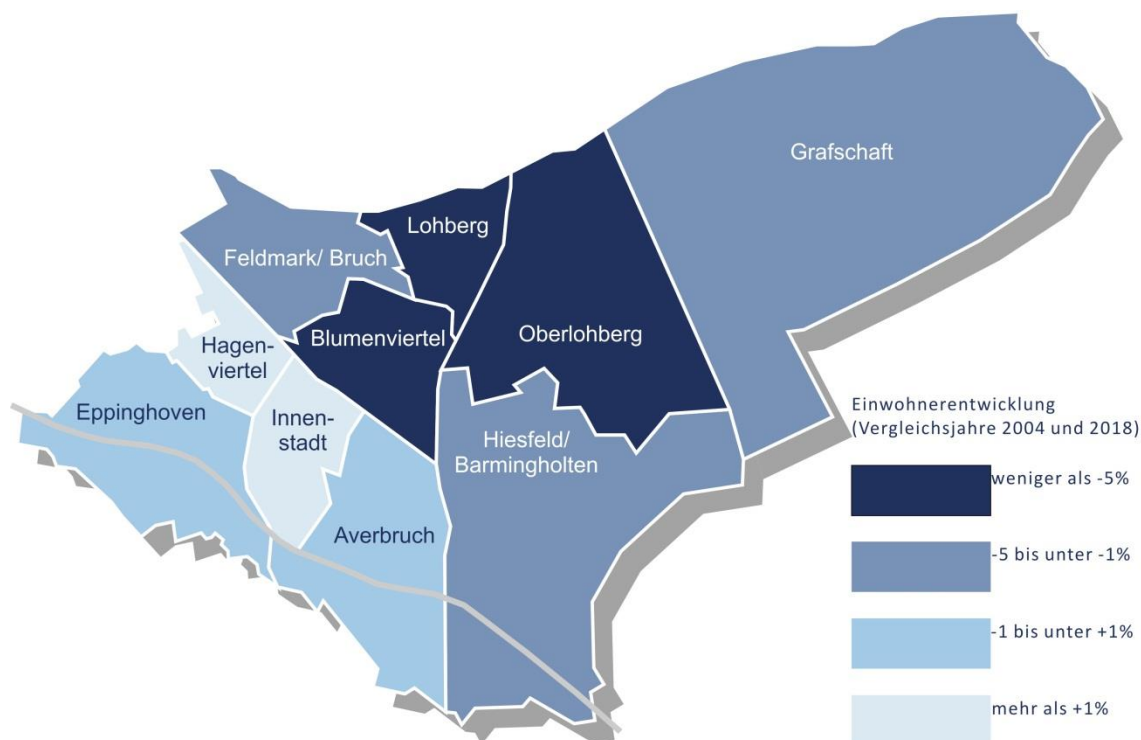 Grafschaft
Lohberg
Feldmark/ Bruch
Oberlohberg
Blumenviertel
Hagen-
viertel
Eppinghoven
Innen-
stadt
Hiesfeld/
Barmingholten
Averbruch
Einwohnerentwicklung
(Vergleichsjahre 2004 und 2018)
weniger als -5%
-5 bis unter -1%
-1 bis unter +1%
mehr als +1%